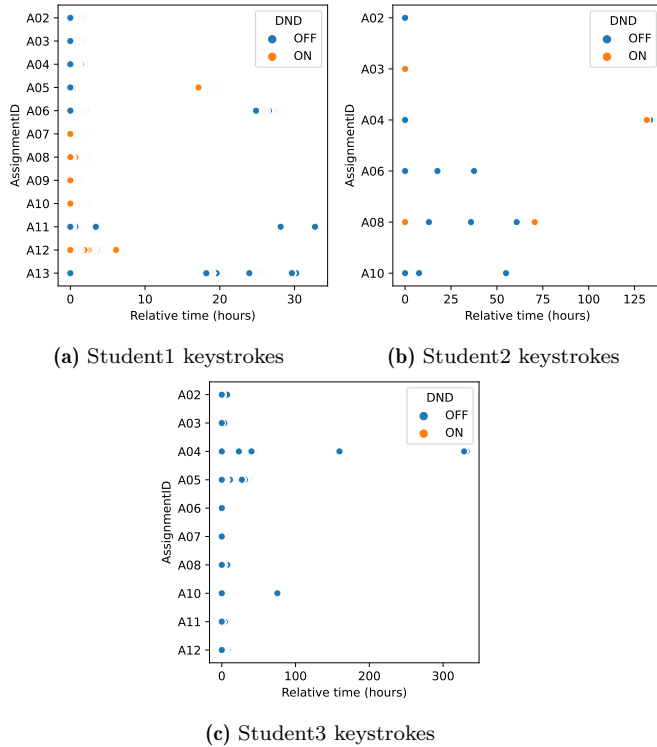 DND
OFF
ON
A02
A03
A04
A05
A06
A07
A08
A09
A10
A11
A12
A13
AssignmentID
0 10 20 30
Relative time (hours)
(a) Student1 keystrokes
DND
OFF
ON
A02
A03
A04
A06
A08
A10
AssignmentID
0 25 50 75 100 125
Relative time (hours)
(b) Student2 keystrokes
DND
OFF
ON
A02
A03
A04
A05
A06
A07
A08
A10
A11
A12
AssignmentID
0 100 200 300
Relative time (hours)
(c) Student3 keystrokes